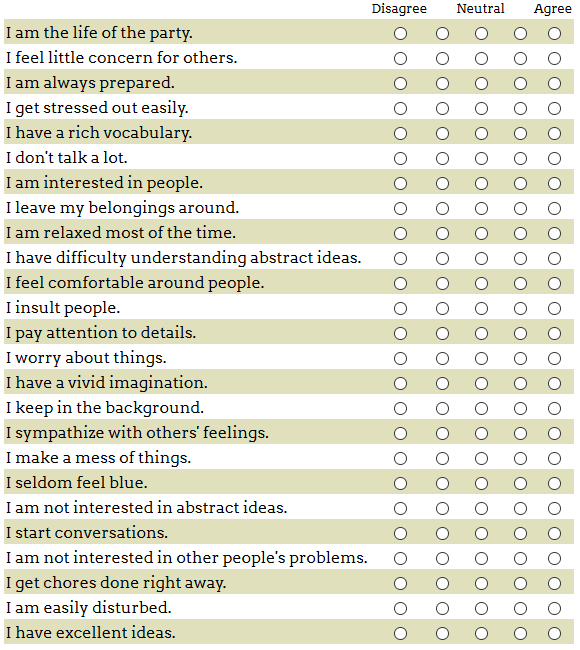 Disagree Neutral Agree
I am the life of the party.
I feel little concern for others.
I am always prepared.
I get stressed out easily.
I have a rich vocabulary.
I don't talk a lot.
I am interested in people.
I leave my belongings around.
I am relaxed most of the time.
I have difficulty understanding abstract ideas.
I feel comfortable around people.
I insult people.
I pay attention to details.
I worry about things.
I have a vivid imagination.
I keep in the background.
I sympathize with others' feelings.
I make a mess of things.
I seldom feel blue.
I am not interested in abstract ideas.
I start conversations.
I am not interested in other people's problems.
I get chores done right away.
I am easily disturbed.
I have excellent ideas.